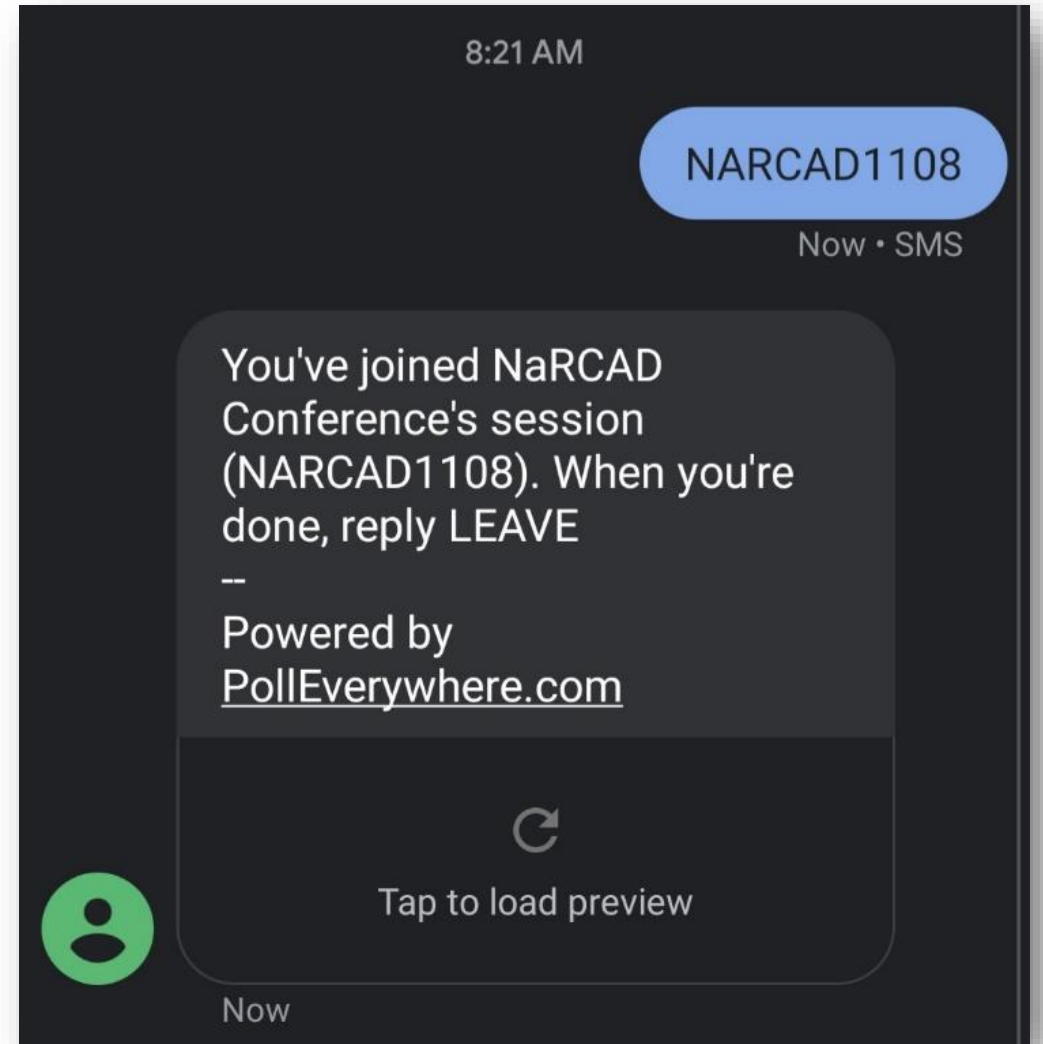 8:21 AM
NARCAD1108
Now • SMS
You've joined NaRCAD
Conference's session
(NARCAD1108). When you're
done, reply LEAVE
--
Powered by
PollEverywhere.com
Tap to load preview
Now